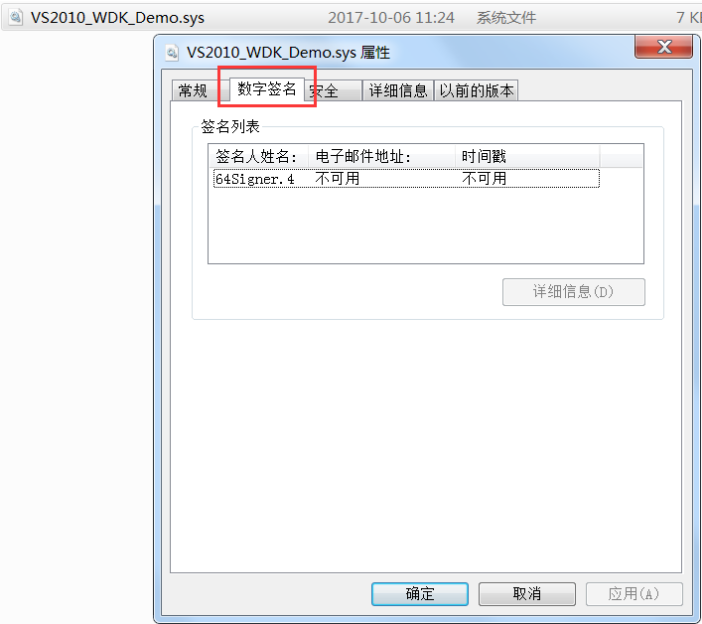 VS2010_WDK_Demo.sys 2017-10-06 11:24 系统文件 7 K
VS2010_WDK_Demo.sys 属性
常规 数字签名 安全 详细信息 以前的版本
签名列表
签名人姓名: 电子邮件地址: 时间戳
64Signer.4 不可用 不可用
详细信息(D)
确定 取消 应用(A)